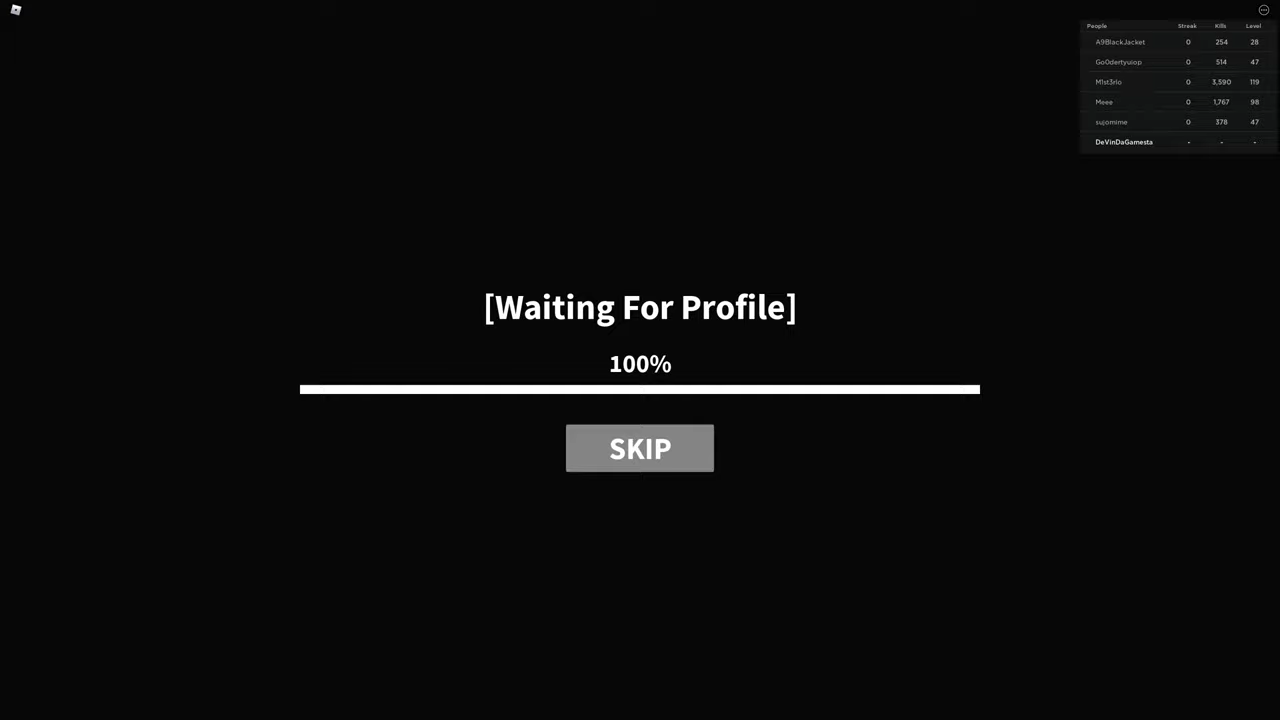 People Streak Kills Level
A9BlackJacket 0 254 28
Go0dertyuiop 0 514 47
M1st3rIo 0 3,590 119
Meee 0 1,767 98
sujomime 0 378 47
DeVinDaGamesta - - -
[Waiting For Profile]
100%
SKIP